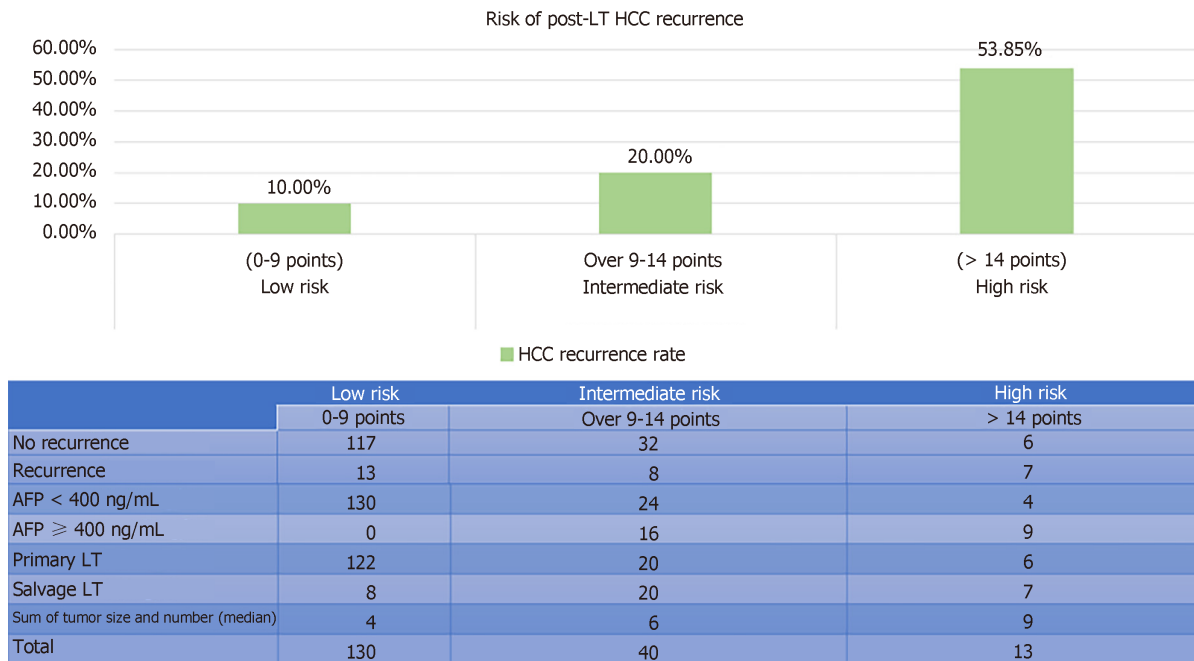 Risk of post-LT HCC recurrence
60.00%
50.00%
40.00%
30.00%
20.00%
10.00%
0.00%
10.00%
20.00%
53.85%
(0-9 points) Over 9-14 points (> 14 points)
Low risk Intermediate risk High risk
HCC recurrence rate
Low risk Intermediate risk High risk
0-9 points Over 9-14 points > 14 points
No recurrence 117 32 6
Recurrence 13 8 7
AFP < 400 ng/mL 130 24 4
AFP ⩾ 400 ng/mL 0 16 9
Primary LT 122 20 6
Salvage LT 8 20 7
Sum of tumor size and number (median) 4 6 9
Total 130 40 13